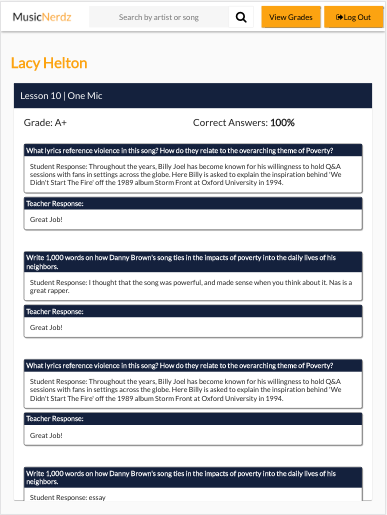 MusicNerdz
Search by artist or song
View Grades
Log Out
Lacy Helton
Lesson 10 | One Mic
Grade: A+
Correct Answers: 100%
What lyrics reference violence in this song? How do they relate to the overarching theme of Poverty?
Student Response: Throughout the years, Billy Joel has become known for his willingness to hold Q&A
sessions with fans in settings across the globe. Here Billy is asked to explain the inspiration behind 'We
Didn't Start The Fire' off the 1989 album Storm Front at Oxford University in 1994.
Teacher Response:
Great Job!
Write 1,000 words on how Danny Brown's song ties in the impacts of poverty into the daily lives of his
neighbors.
Student Response: I thought that the song was powerful, and made sense when you think about it. Nas is a
great rapper.
Teacher Response:
Great Job!
What lyrics reference violence in this song? How do they relate to the overarching theme of Poverty?
Student Response: Throughout the years, Billy Joel has become known for his willingness to hold Q&A
sessions with fans in settings across the globe. Here Billy is asked to explain the inspiration behind 'We
Didn't Start The Fire' off the 1989 album Storm Front at Oxford University in 1994.
Teacher Response:
Great Job!
Write 1,000 words on how Danny Brown's song ties in the impacts of poverty into the daily lives of his
neighbors.
Student Response: essay